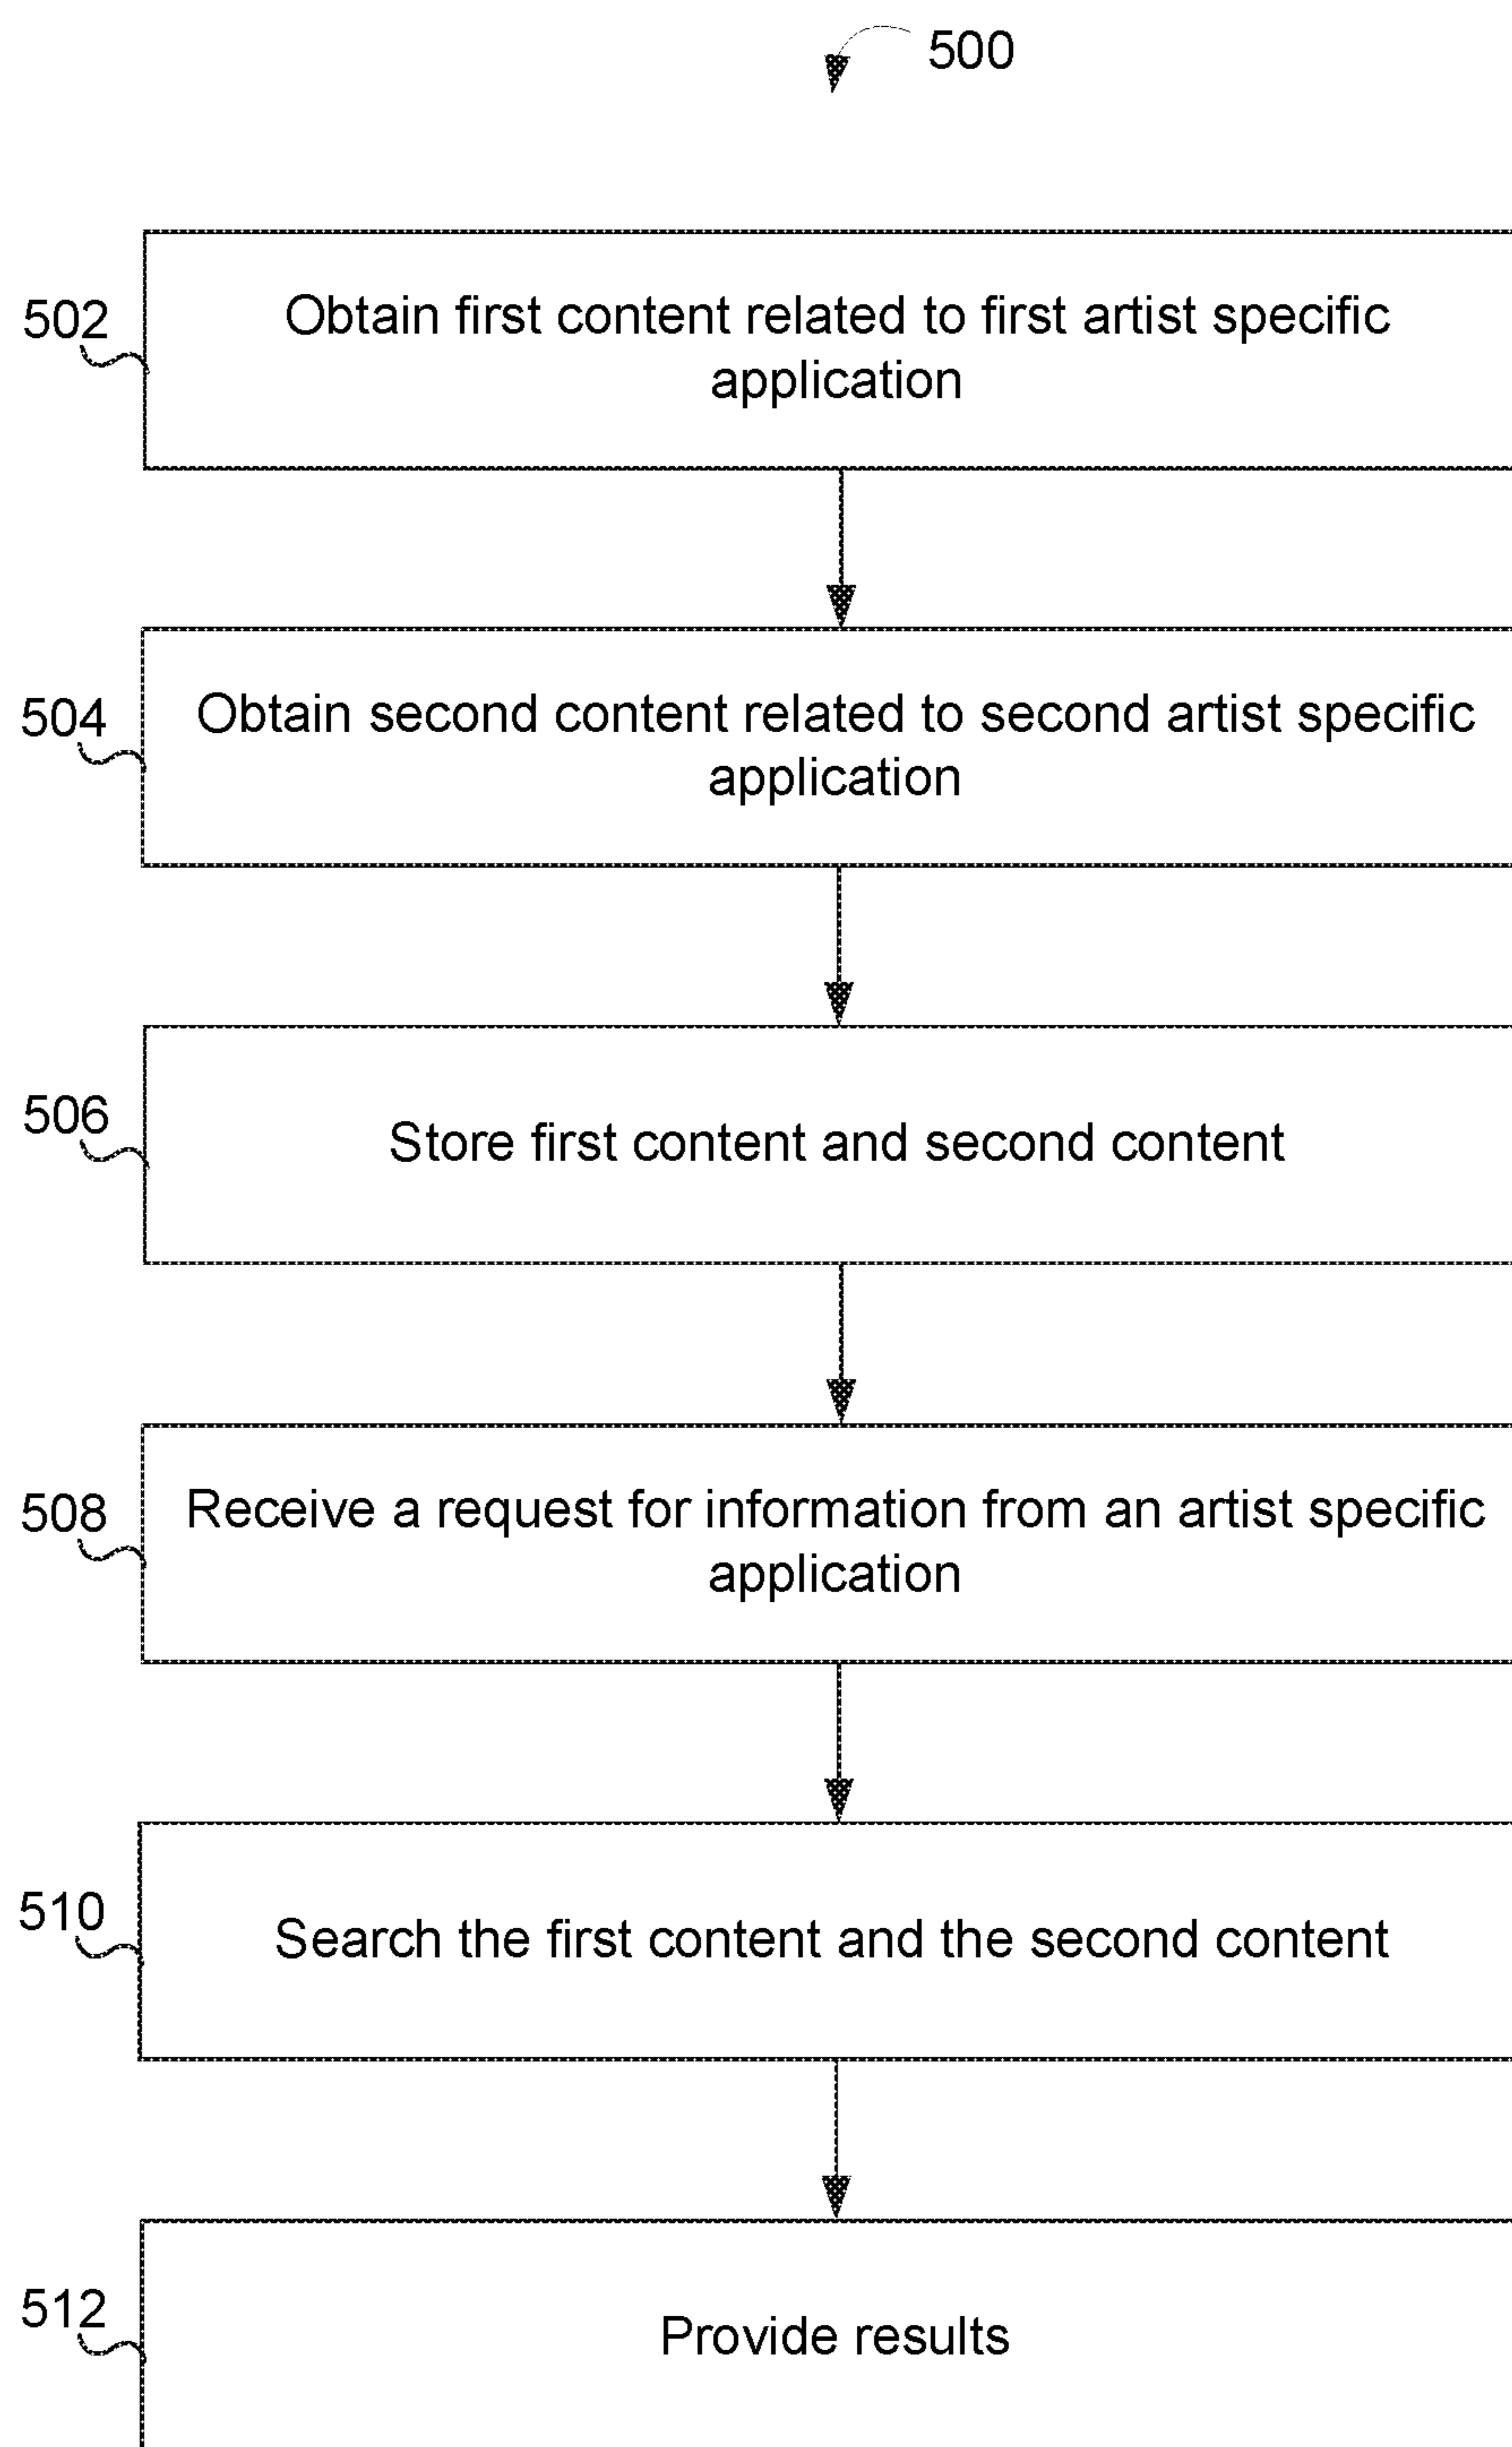 500
502
Obtain first content related to first artist specific
application
504
Obtain second content related to second artist specific
application
506
Store first content and second content
508
Receive a request for information from an artist specific
application
510
Search the first content and the second content
512
Provide results